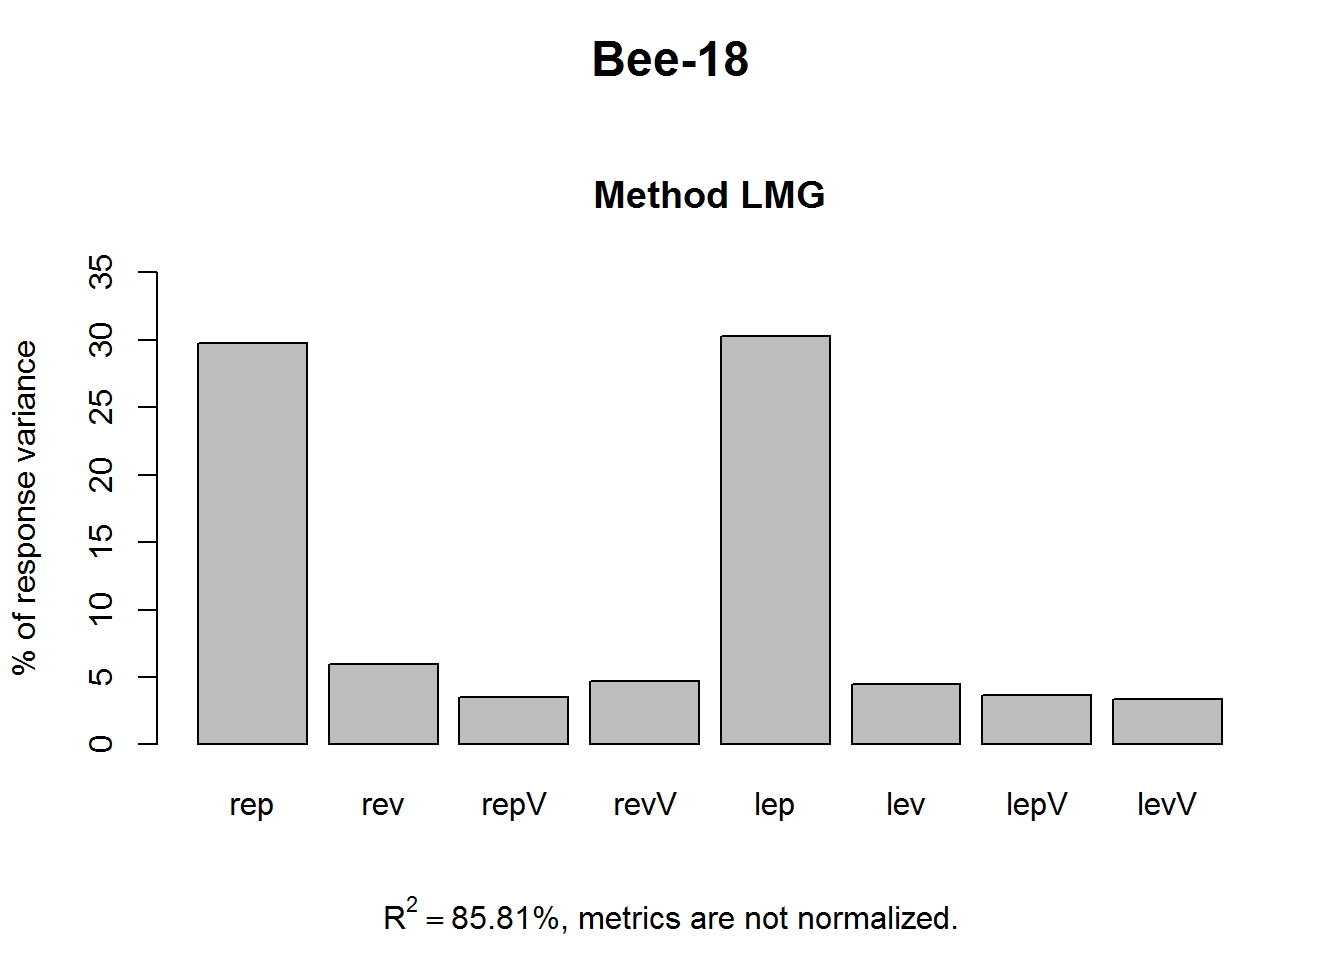 Bee-18
Method LMG
% of response variance
35
30
25
20
15
10
5
0
rep rev repV revV lep lev lepV levV
R² = 85.81%, metrics are not normalized.